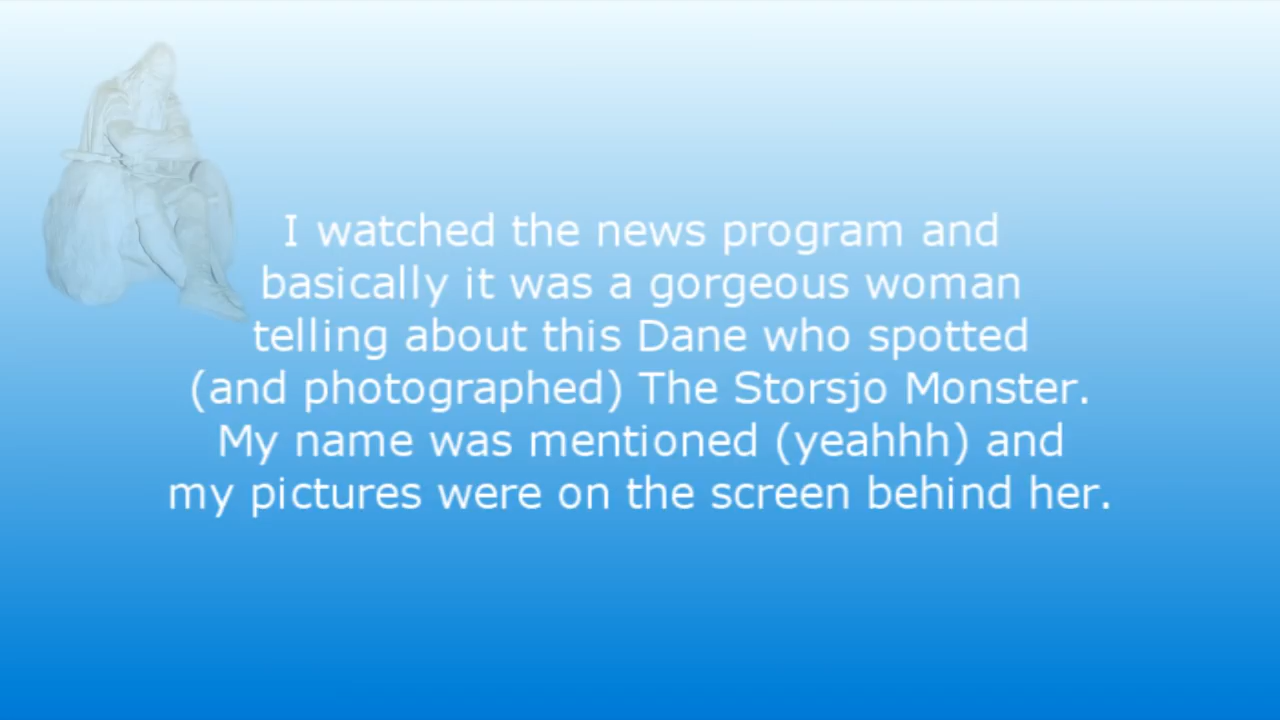 I watched the news program and
basically it was a gorgeous woman
telling about this Dane who spotted
(and photographed) The Storsjo Monster.
My name was mentioned (yeahhh) and
my pictures were on the screen behind her.